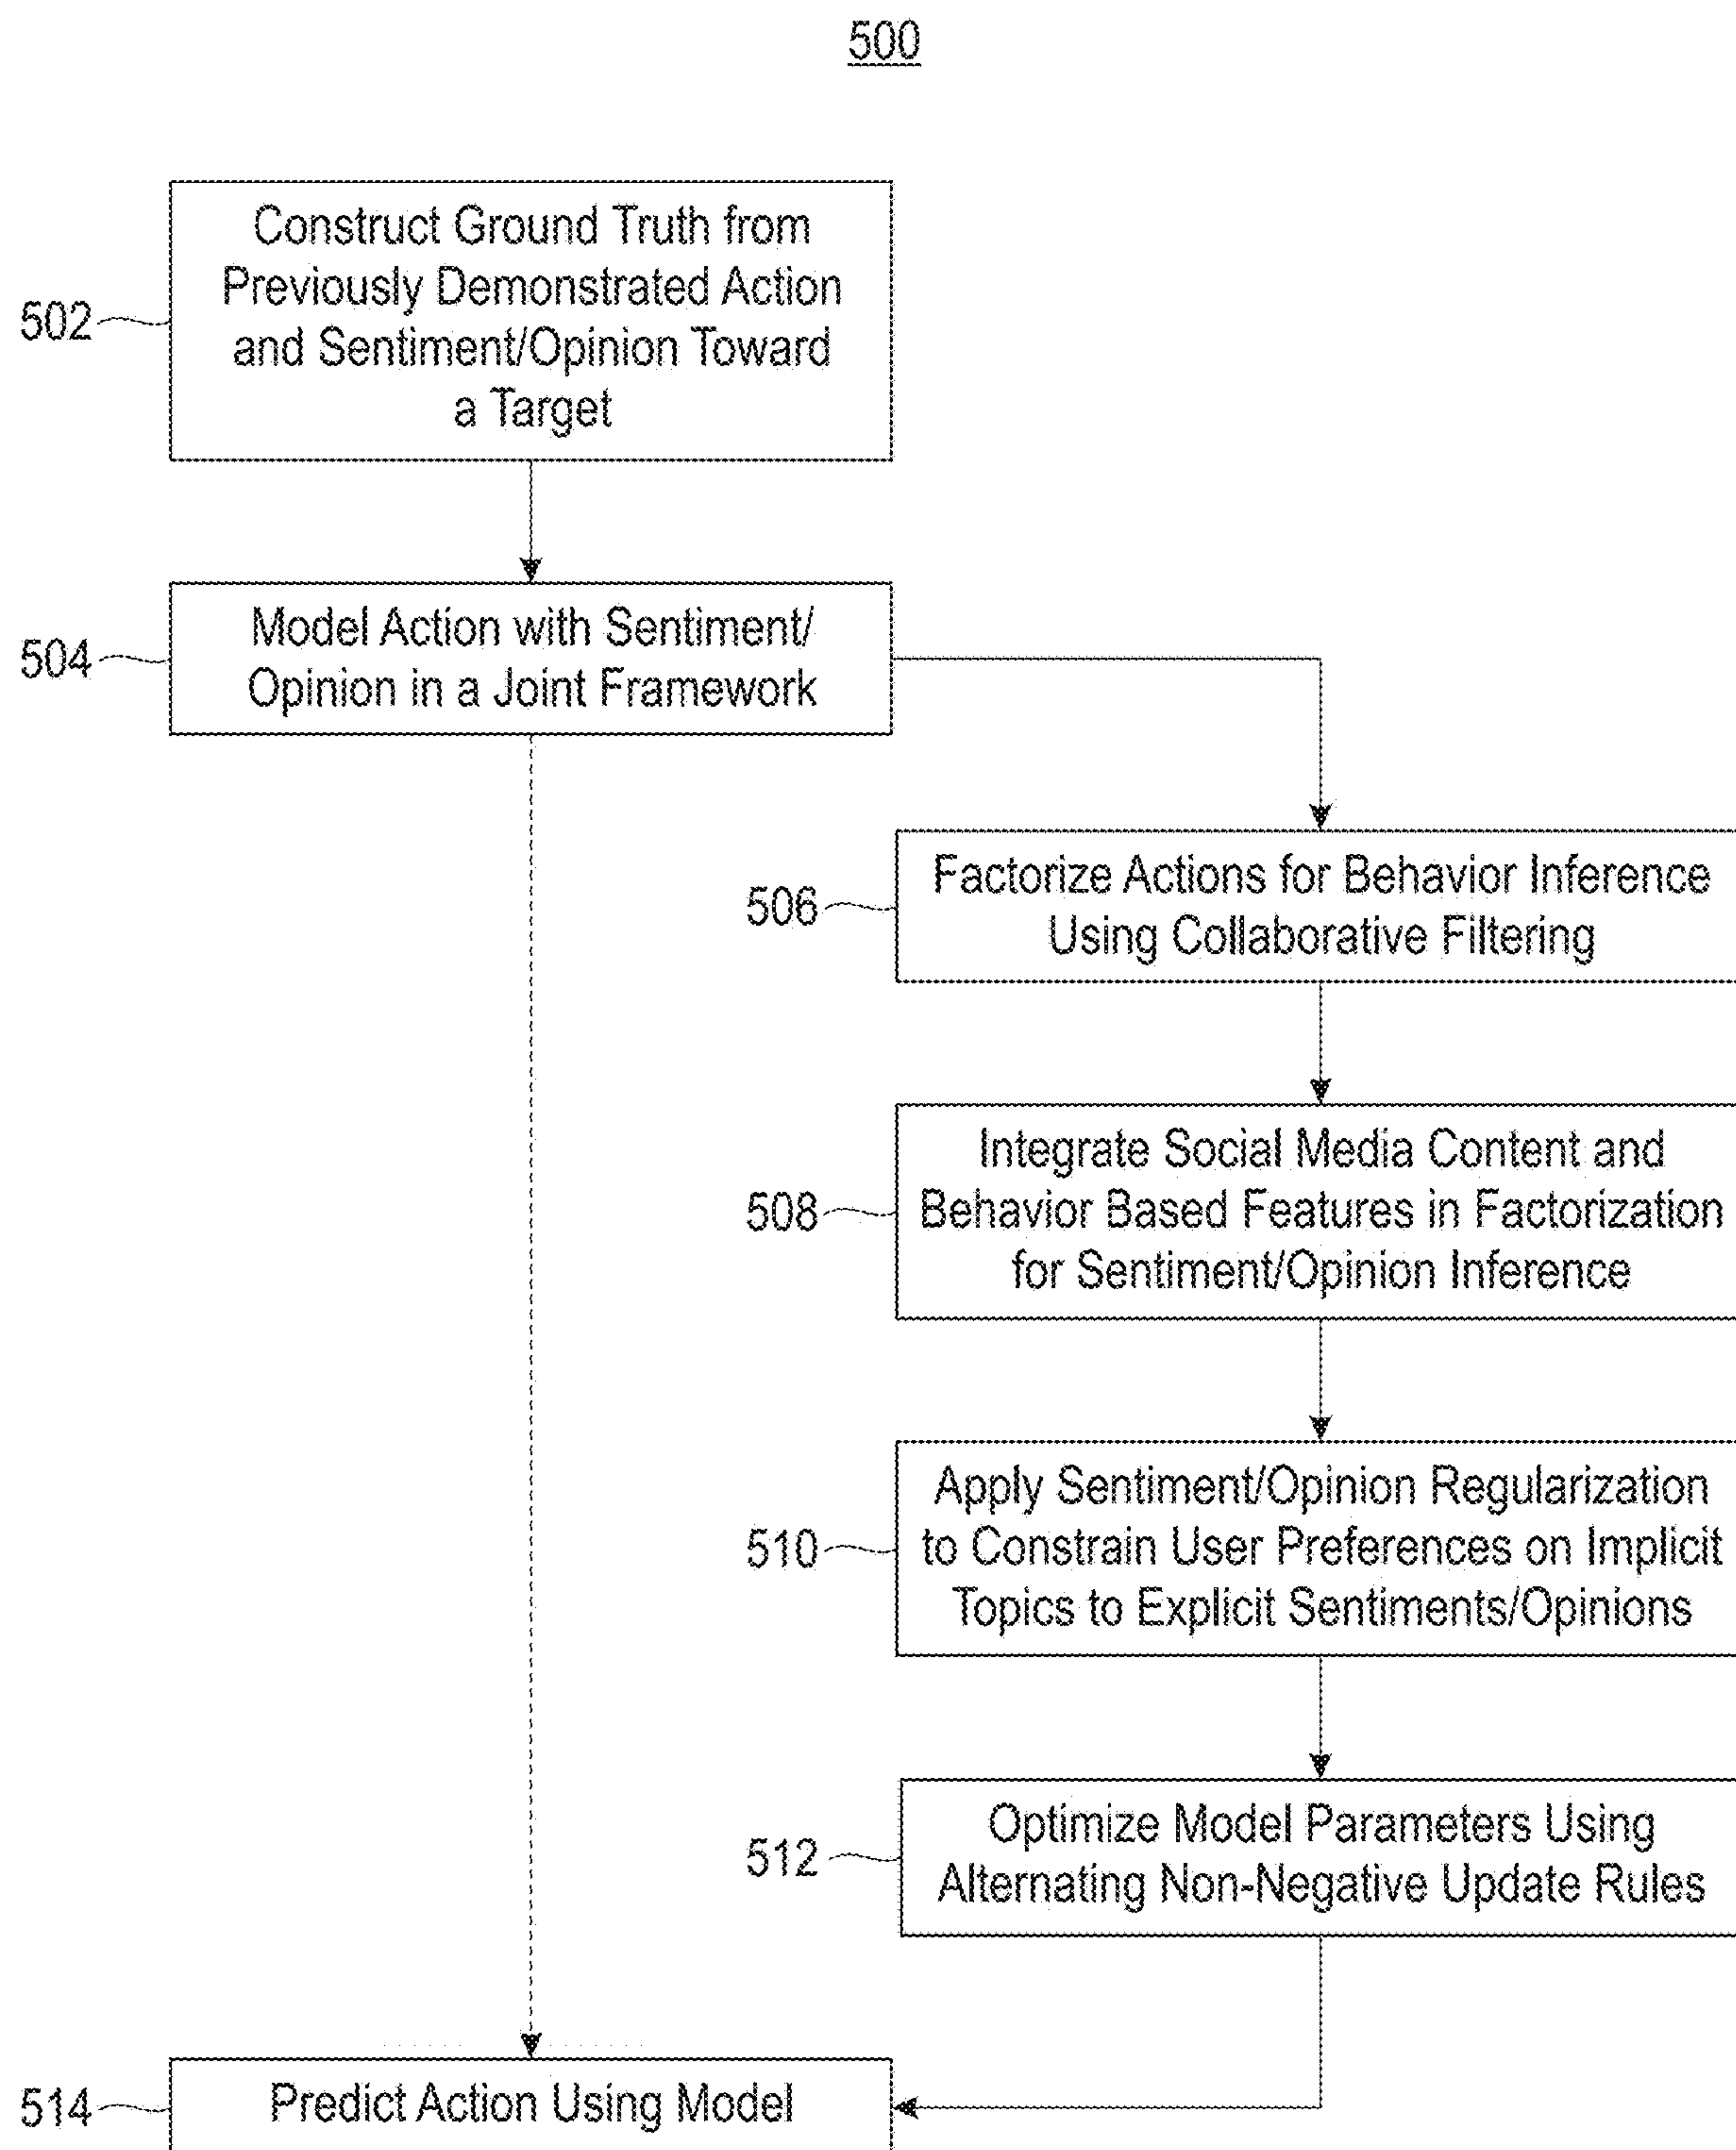 500
502
Construct Ground Truth from
Previously Demonstrated Action
and Sentiment/Opinion Toward
a Target
504
Model Action with Sentiment/
Opinion in a Joint Framework
506
Factorize Actions for Behavior Inference
Using Collaborative Filtering
508
Integrate Social Media Content and
Behavior Based Features in Factorization
for Sentiment/Opinion Inference
510
Apply Sentiment/Opinion Regularization
to Constrain User Preferences on Implicit
Topics to Explicit Sentiments/Opinions
512
Optimize Model Parameters Using
Alternating Non-Negative Update Rules
514
Predict Action Using Model